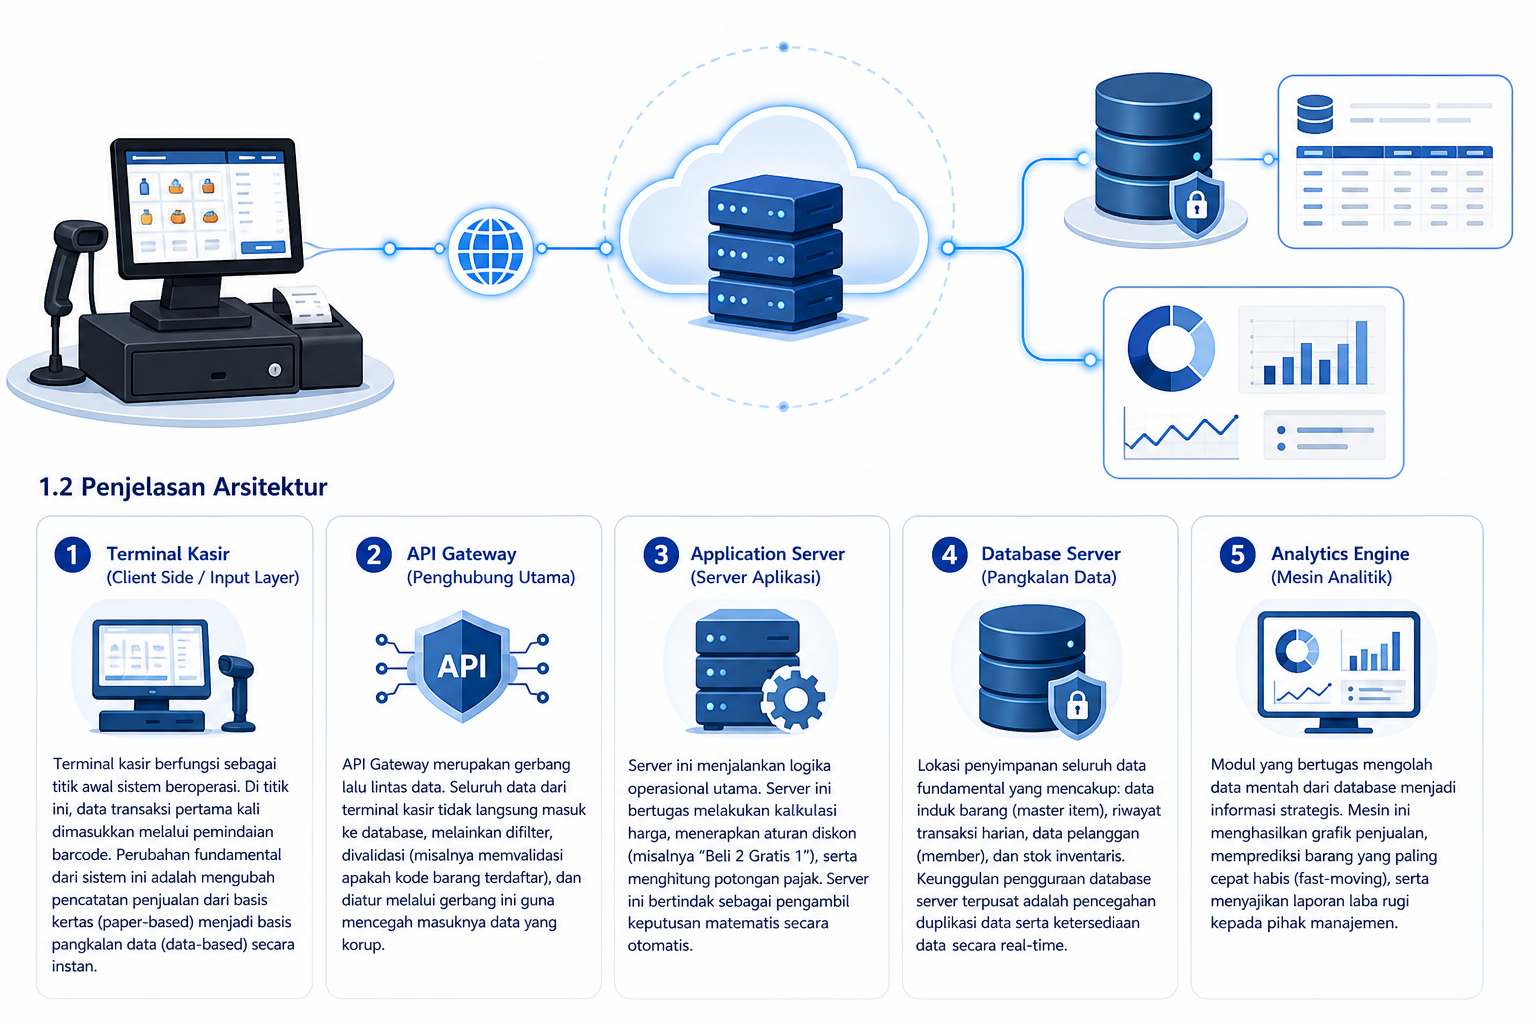 1.2 Penjelasan Arsitektur
1
Terminal Kasir
(Client Side / Input Layer)
Terminal kasir berfungsi sebagai
titik awal sistem beroperasi. Di titik
ini, data transaksi pertama kali
dimasukkan melalui pemindaian
barcode. Perubahan fundamental
dari sistem ini adalah mengubah
pencatatan penjualan dari basis
kertas (paper-based) menjadi basis
pangkalan data (data-based) secara
instan.
2
API Gateway
(Penghubung Utama)
API
API Gateway merupakan gerbang
lalu lintas data. Seluruh data dari
terminal kasir tidak langsung masuk
ke database, melainkan difilter,
divalidasi (misalnya memvalidasi
apakah kode barang terdaftar), dan
diatur melalui gerbang ini guna
mencegah masuknya data yang
korup.
3
Application Server
(Server Aplikasi)
Server ini menjalankan logika
operasional utama. Server ini
bertugas melakukan kalkulasi
harga, menerapkan aturan diskon
(misalnya “Beli 2 Gratis 1”), serta
menghitung potongan pajak. Server
ini bertindak sebagai pengambil
keputusan matematis secara
otomatis.
4
Database Server
(Pangkalan Data)
Lokasi penyimpanan seluruh data
fundamental yang mencakup: data
induk barang (master item), riwayat
transaksi harian, data pelanggan
(member), dan stok inventaris.
Keunggulan pengguraan database
server terpusat adalah pencegahan
duplikasi data serta ketersediaan
data secara real-time.
5
Analytics Engine
(Mesin Analitik)
Modul yang bertugas mengolah
data mentah dari database menjadi
informasi strategis. Mesin ini
menghasilkan grafik penjualan,
memprediksi barang yang paling
cepat habis (fast-moving), serta
menyajikan laporan laba rugi
kepada pihak manajemen.